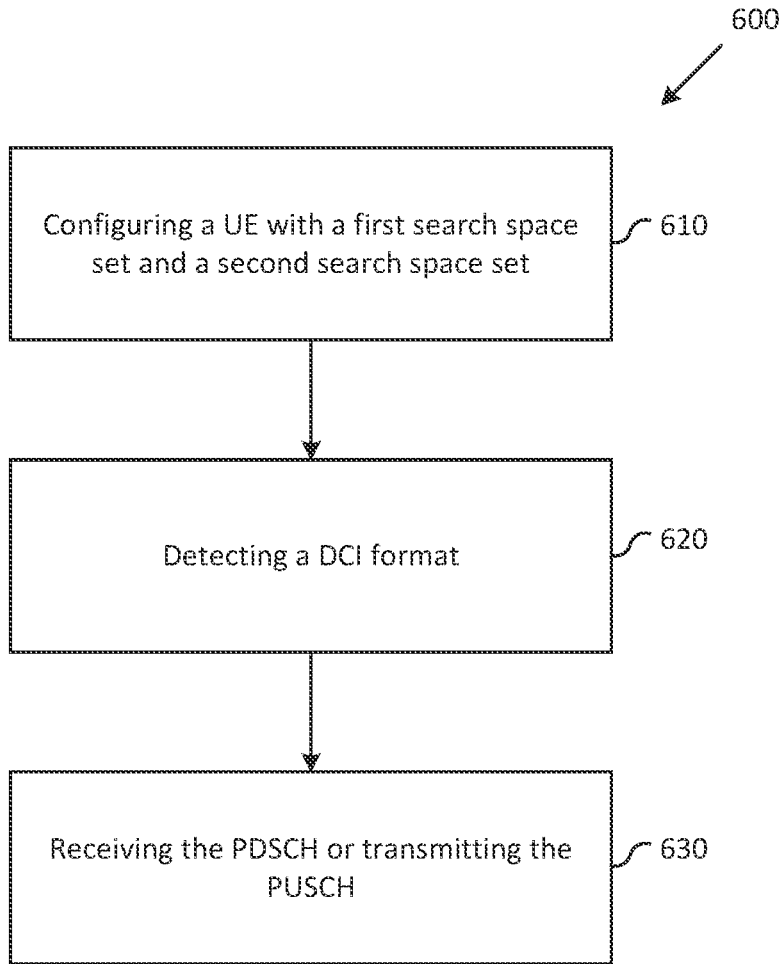 600
Configuring a UE with a first search space
set and a second search space set
610
Detecting a DCI format
620
Receiving the PDSCH or transmitting the
PUSCH
630